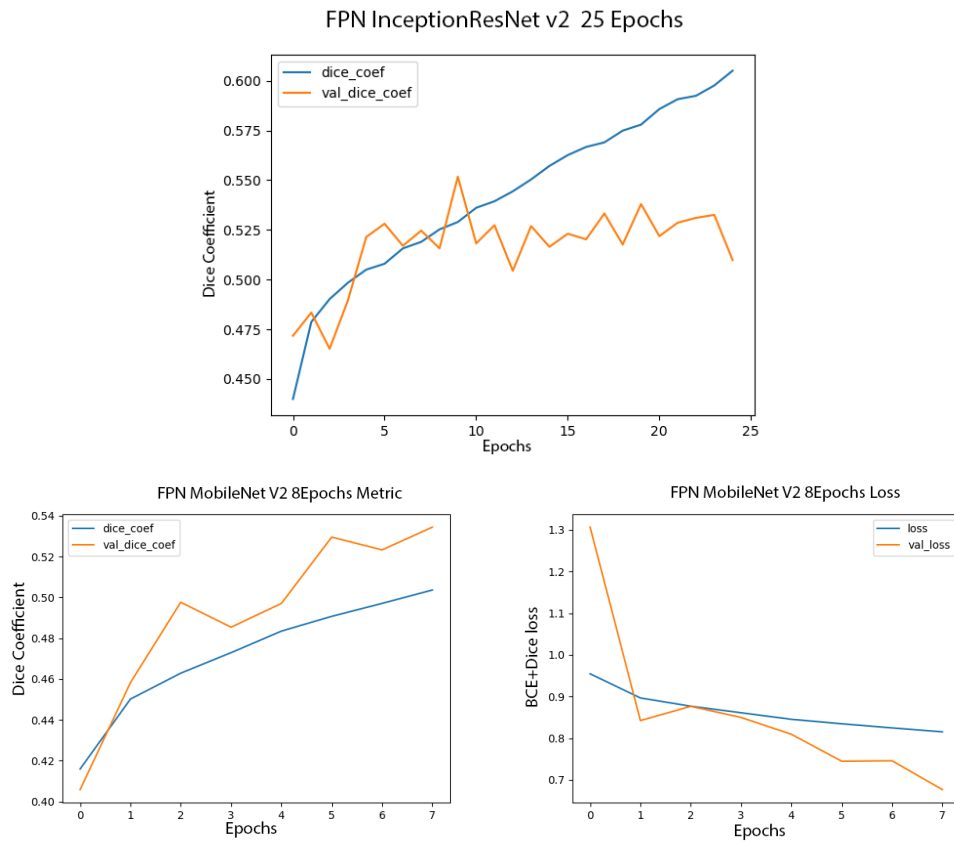 FPN InceptionResNet v2 25 Epochs
dice_coef
val_dice_coef
0.600
0.575
0.550
0.525
0.500
0.475
0.450
Dice Coefficient
0 5 10 15 20 25
Epochs
FPN MobileNet V2 8Epochs Metric
dice_coef
val_dice_coef
0.54
0.52
0.50
0.48
0.46
0.44
0.42
0.40
Dice Coefficient
0 1 2 3 4 5 6 7
Epochs
FPN MobileNet V2 8Epochs Loss
loss
val_loss
1.3
1.2
1.1
1.0
0.9
0.8
0.7
BCE+Dice loss
0 1 2 3 4 5 6 7
Epochs